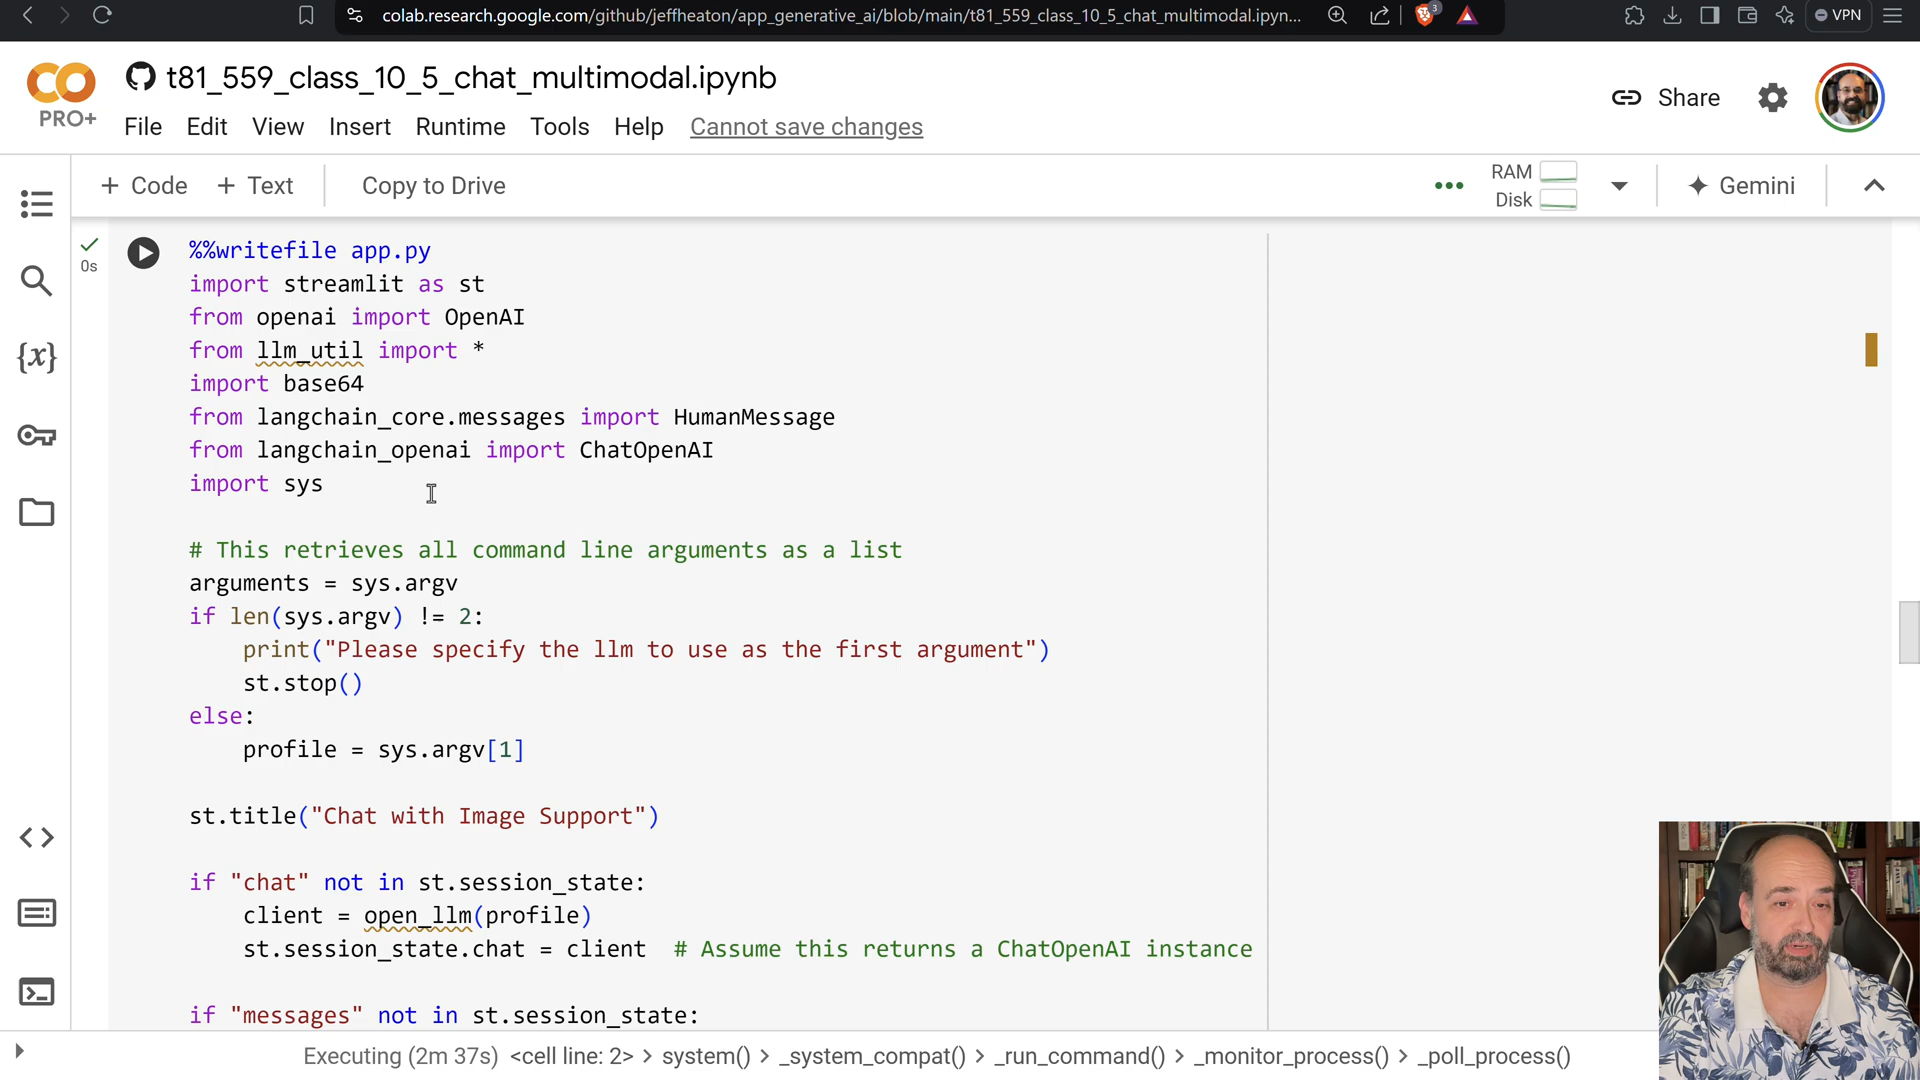 colab.research.google.com/github/jeffheaton/app_generative_ai/blob/main/t81_559_class_10_5_chat_multimodal.ipyn...
3
VPN
PRO+
t81_559_class_10_5_chat_multimodal.ipynb
File Edit View Insert Runtime Tools Help Cannot save changes
Share
+ Code + Text Copy to Drive
RAM
Disk
Gemini
0s
%%writefile app.py
import streamlit as st
from openai import OpenAI
from llm_util import *
import base64
from langchain_core.messages import HumanMessage
from langchain_openai import ChatOpenAI
import sys
# This retrieves all command line arguments as a list
arguments = sys.argv
if len(sys.argv) != 2:
    print("Please specify the llm to use as the first argument")
    st.stop()
else:
    profile = sys.argv[1]
st.title("Chat with Image Support")
if "chat" not in st.session_state:
    client = open_llm(profile)
    st.session_state.chat = client  # Assume this returns a ChatOpenAI instance
if "messages" not in st.session_state:
Executing (2m 37s) <cell line: 2> > system() > _system_compat() > _run_command() > _monitor_process() > _poll_process()